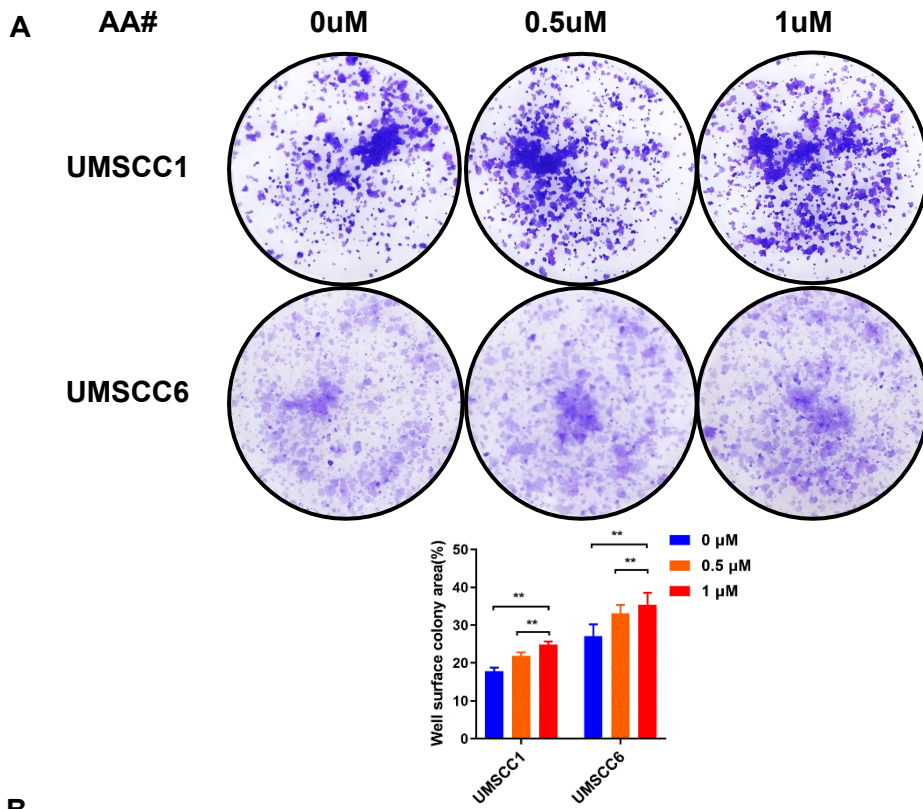 A AA# 0uM 0.5uM 1uM
UMSCC1
UMSCC6
** 0 μM
** 0.5 μM
1 μM
**
**
Well surface colony area(%)
50
40
30
20
10
0
UMSCC1 UMSCC6
B